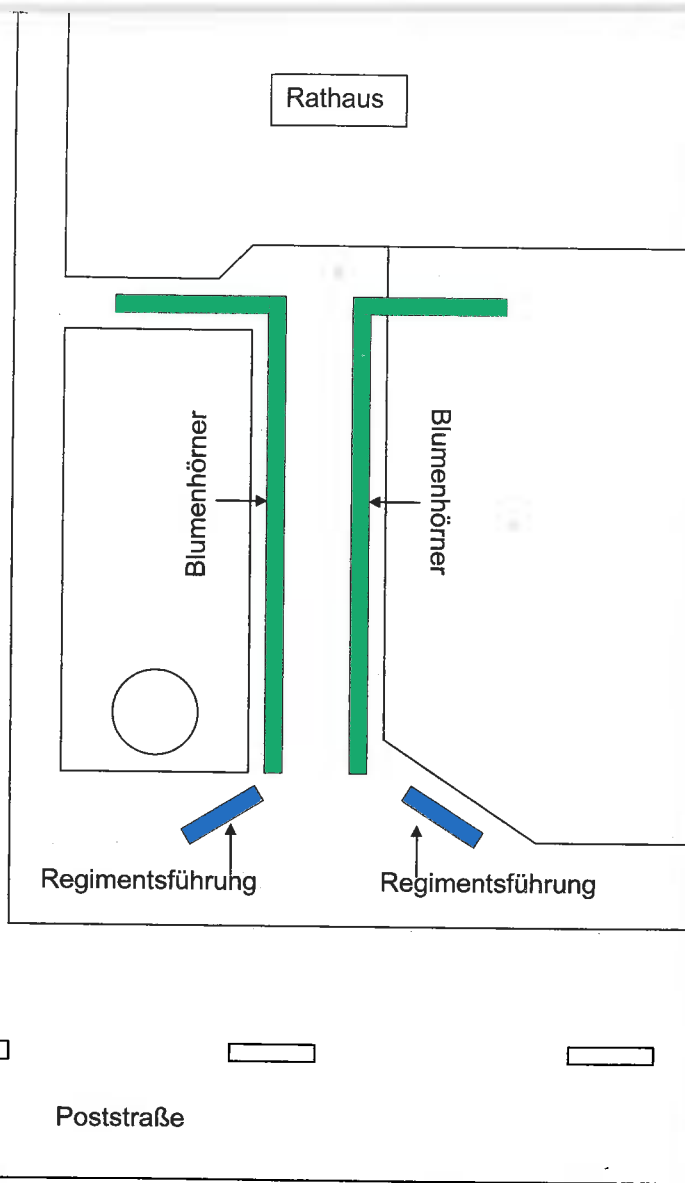 Rathaus
Blumenhörner
Blumenhörner
Regimentsführung
Regimentsführung
Poststraße